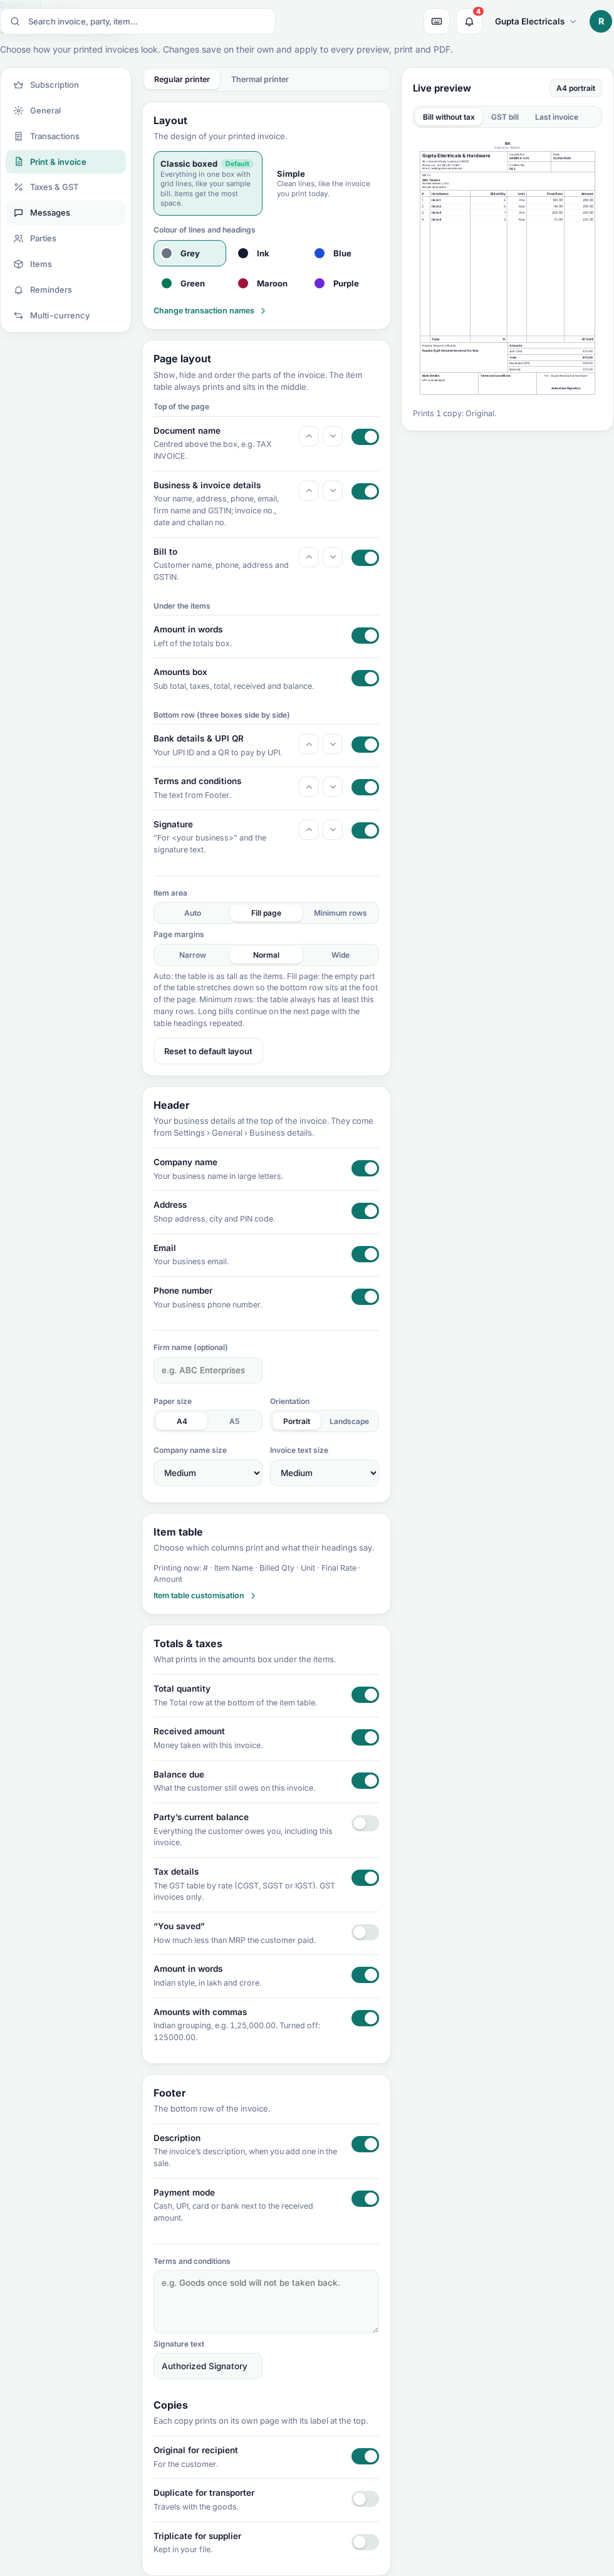 Search invoice, party, item...
4
Gupta Electricals
R
Choose how your printed invoices look. Changes save on their own and apply to every preview, print and PDF.
Subscription
General
Transactions
Print & invoice
Taxes & GST
Messages
Parties
Items
Reminders
Multi-currency
Regular printer
Thermal printer
Layout
The design of your printed invoice.
Classic boxed
Default
Everything in one box with
grid lines, like your sample
bill. Items get the most
space.
Simple
Clean lines, like the invoice
you print today.
Colour of lines and headings
Grey
Ink
Blue
Green
Maroon
Purple
Change transaction names
Page layout
Show, hide and order the parts of the invoice. The item
table always prints and sits in the middle.
Top of the page
Document name
Centred above the box, e.g. TAX
INVOICE.
Business & invoice details
Your name, address, phone, email,
firm name and GSTIN; invoice no.,
date and challan no.
Bill to
Customer name, phone, address and
GSTIN.
Under the items
Amount in words
Left of the totals box.
Amounts box
Sub total, taxes, total, received and balance.
Bottom row (three boxes side by side)
Bank details & UPI QR
Your UPI ID and a QR to pay by UPI.
Terms and conditions
The text from Footer.
Signature
"For <your business>" and the
signature text.
Item area
Auto
Fill page
Minimum rows
Page margins
Narrow
Normal
Wide
Auto: the table is as tall as the items. Fill page: the empty part
of the table stretches down so the bottom row sits at the foot
of the page. Minimum rows: the table always has at least this
many rows. Long bills continue on the next page with the
table headings repeated.
Reset to default layout
Header
Your business details at the top of the invoice. They come
from Settings › General › Business details.
Company name
Your business name in large letters.
Address
Shop address, city and PIN code.
Email
Your business email.
Phone number
Your business phone number.
Firm name (optional)
e.g. ABC Enterprises
Paper size
Orientation
A4
A5
Portrait
Landscape
Company name size
Invoice text size
Medium
Medium
Item table
Choose which columns print and what their headings say.
Printing now: # · Item Name · Billed Qty · Unit · Final Rate ·
Amount
Item table customisation
Totals & taxes
What prints in the amounts box under the items.
Total quantity
The Total row at the bottom of the item table.
Received amount
Money taken with this invoice.
Balance due
What the customer still owes on this invoice.
Party's current balance
Everything the customer owes you, including this
invoice.
Tax details
The GST table by rate (CGST, SGST or IGST). GST
invoices only.
"You saved"
How much less than MRP the customer paid.
Amount in words
Indian style, in lakh and crore.
Amounts with commas
Indian grouping, e.g. 1,25,000.00. Turned off:
125000.00.
Footer
The bottom row of the invoice.
Description
The invoice's description, when you add one in the
sale.
Payment mode
Cash, UPI, card or bank next to the received
amount.
Terms and conditions
e.g. Goods once sold will not be taken back.
Signature text
Authorized Signatory
Copies
Each copy prints on its own page with its label at the top.
Original for recipient
For the customer.
Duplicate for transporter
Travels with the goods.
Triplicate for supplier
Kept in your file.
Live preview
A4 portrait
Bill without tax
GST bill
Last invoice
Bill
Gupta Electricals & Hardware
Total
Amounts
Bank Details
Terms and conditions
Authorized Signatory
Prints 1 copy: Original.